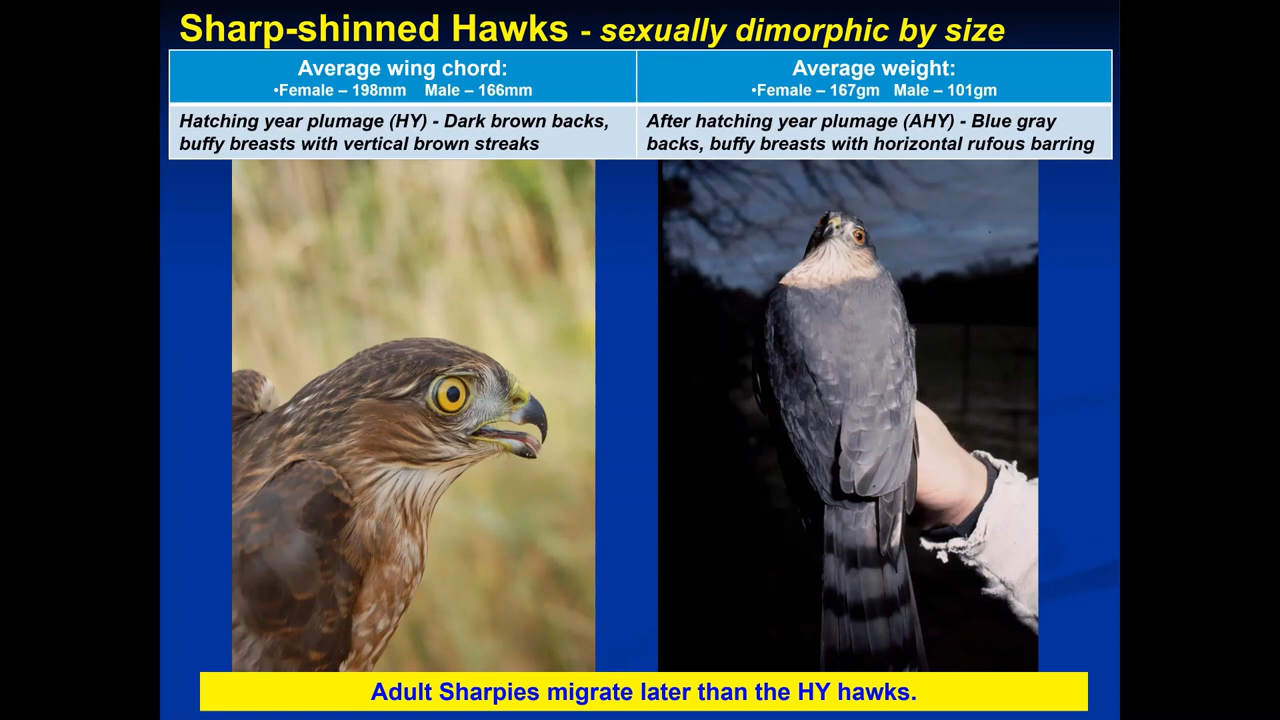 Sharp-shinned Hawks - sexually dimorphic by size
Average wing chord:
•Female – 198mm Male – 166mm
Average weight:
•Female – 167gm Male – 101gm
Hatching year plumage (HY) - Dark brown backs,
buffy breasts with vertical brown streaks
After hatching year plumage (AHY) - Blue gray
backs, buffy breasts with horizontal rufous barring
Adult Sharpies migrate later than the HY hawks.